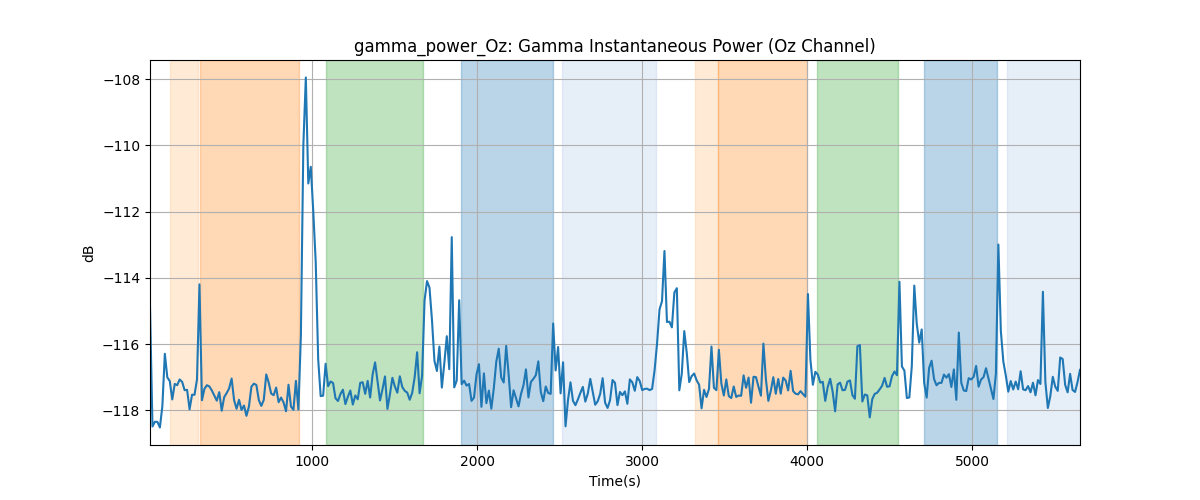 gamma_power_Oz: Gamma Instantaneous Power (Oz Channel)
dB
−108
−110
−112
−114
−116
−118
1000 2000 3000 4000 5000
Time(s)